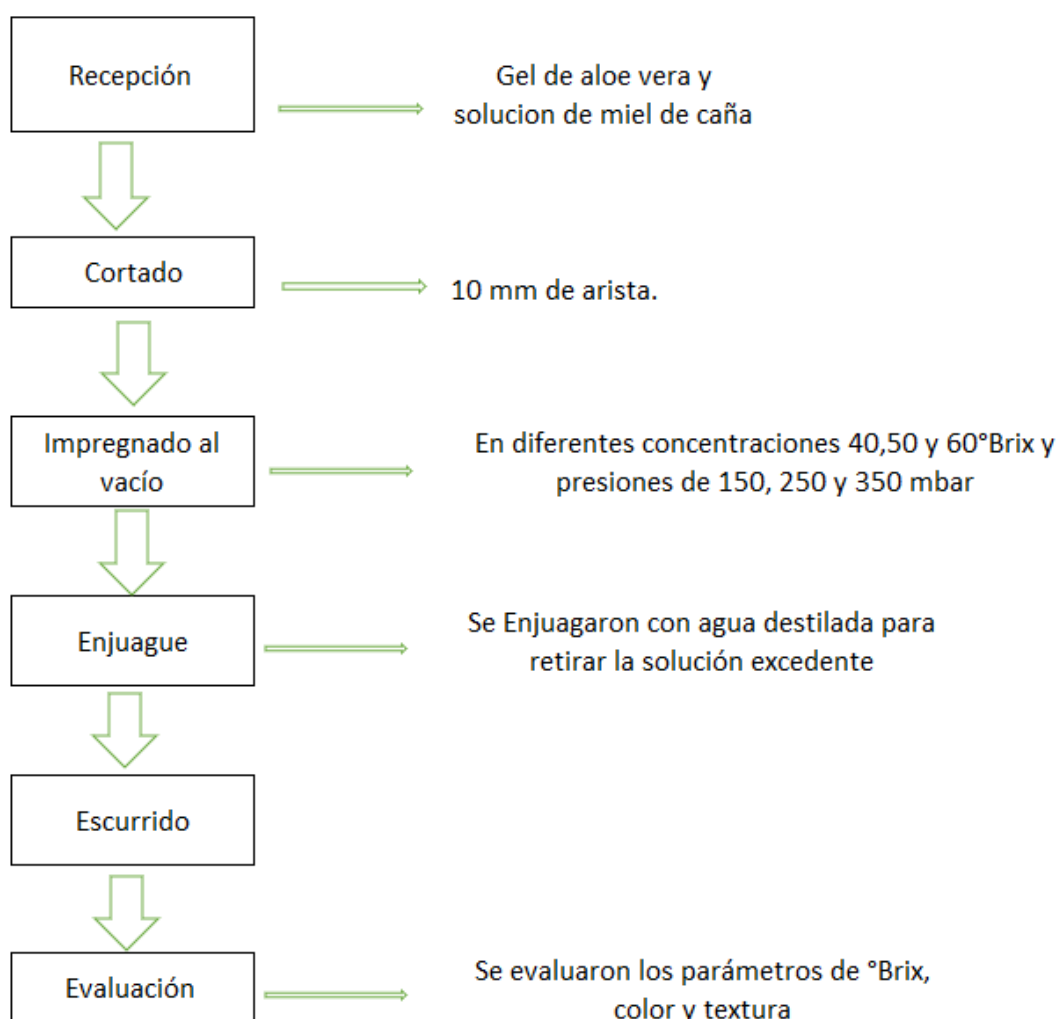 Recepción
Gel de aloe vera y
solucion de miel de caña
Cortado
10 mm de arista.
Impregnado al
vacío
En diferentes concentraciones 40,50 y 60°Brix y
presiones de 150, 250 y 350 mbar
Enjuague
Se Enjuagaron con agua destilada para
retirar la solución excedente
Escurrido
Evaluación
Se evaluaron los parámetros de °Brix,
color y textura